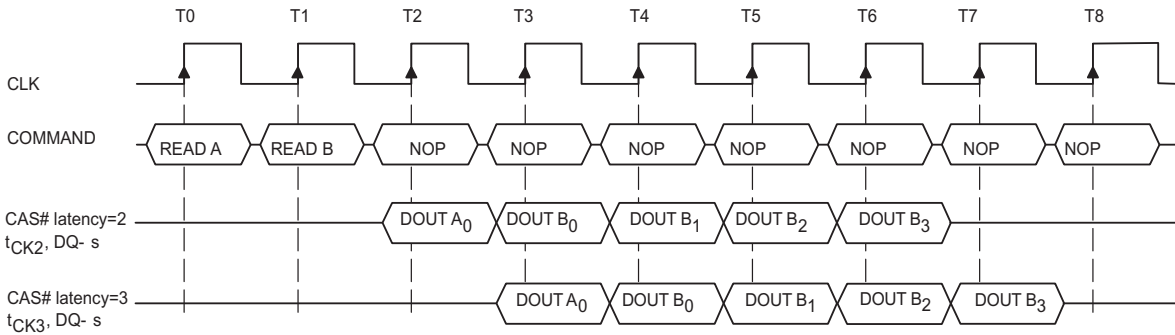 T0 T1 T2 T3 T4 T5 T6 T7 T8
CLK
COMMAND READ A READ B NOP NOP NOP NOP NOP NOP NOP
CAS# latency=2 DOUT A0 DOUT B0 DOUT B1 DOUT B2 DOUT B3
tCK2, DQ- s
CAS# latency=3 DOUT A0 DOUT B0 DOUT B1 DOUT B2 DOUT B3
tCK3, DQ- s